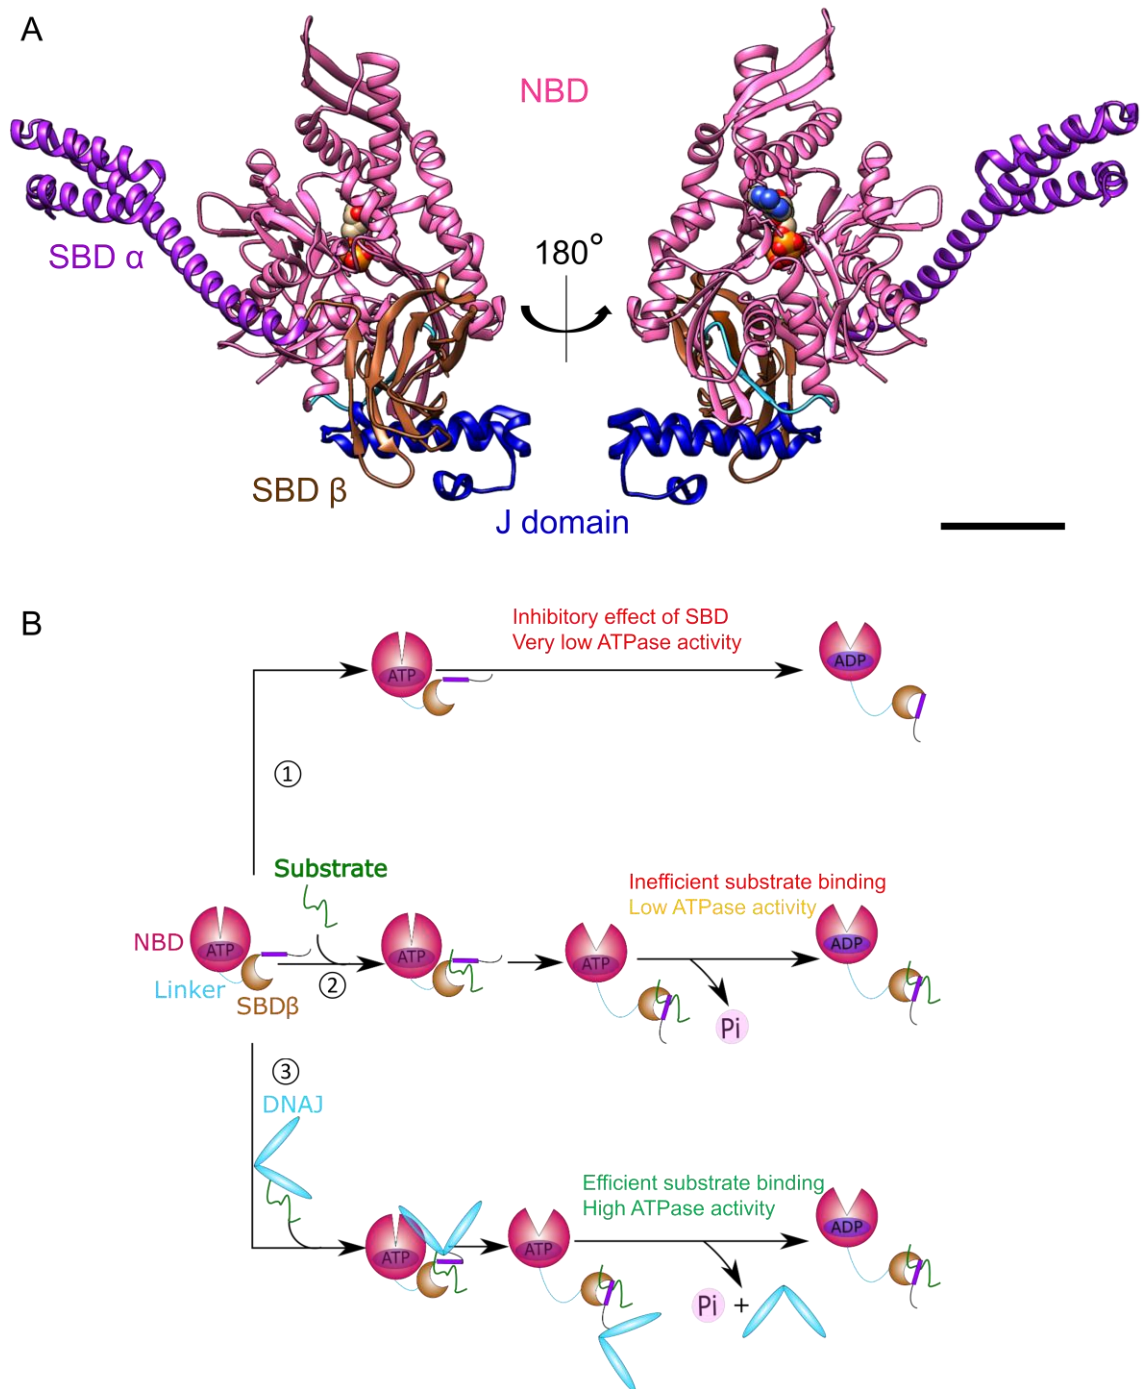 A
NBD
SBD α
180°
SBD β
J domain
B
Inhibitory effect of SBD
Very low ATPase activity
ATP
ADP
①
Substrate
Inefficient substrate binding
Low ATPase activity
NBD
ATP
ATP
ATP
ADP
Linker
②
SBDβ
Pi
③
DNAJ
Efficient substrate binding
High ATPase activity
ATP
ATP
ADP
Pi +